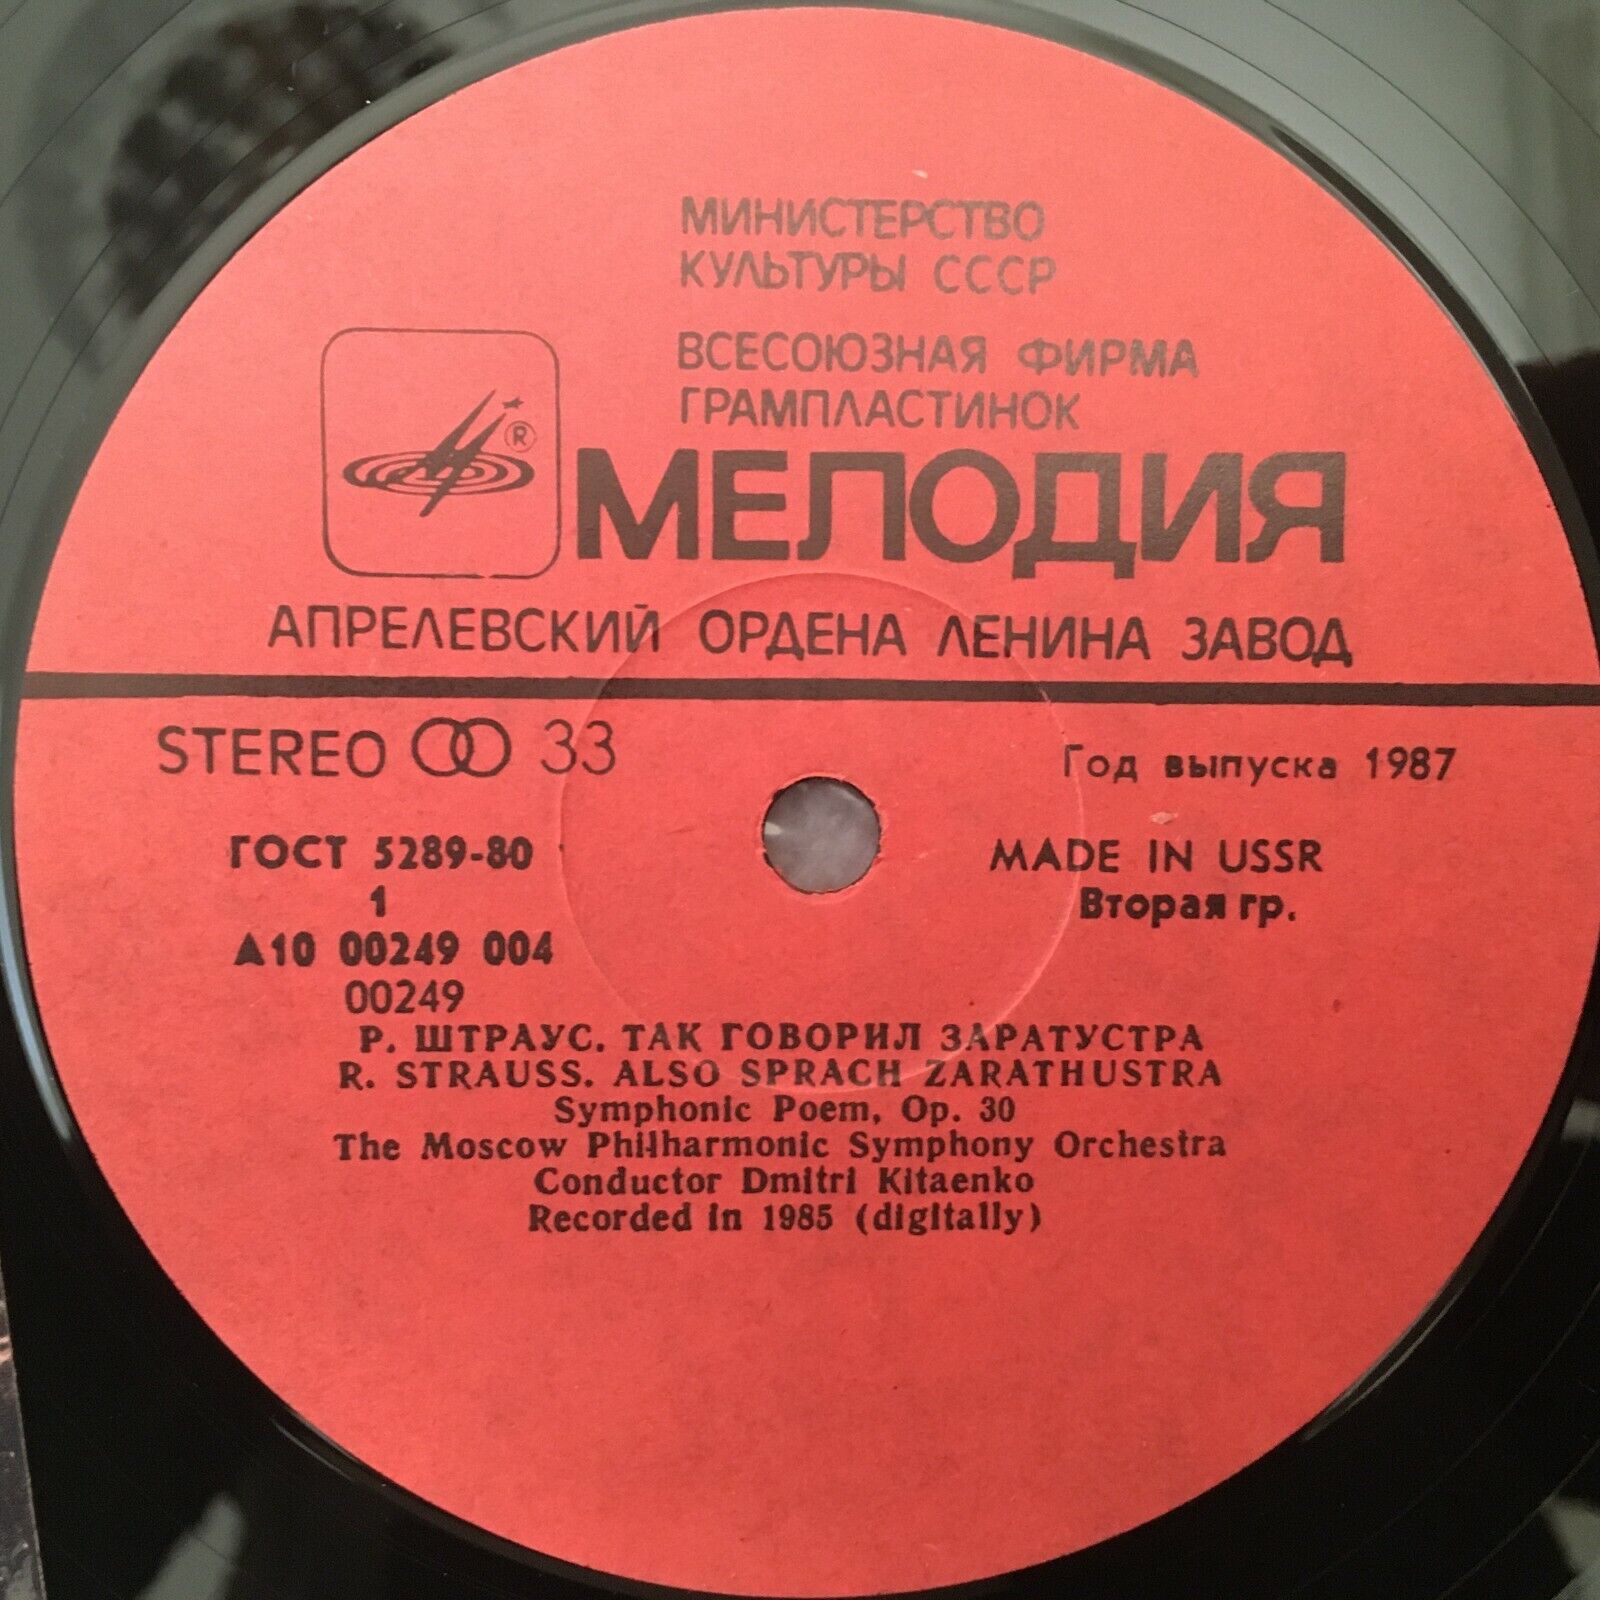 МИНИСТЕРСТВО
КУЛЬТУРЫ СССР
ВСЕСОЮЗНАЯ ФИРМА
ГРАМПЛАСТИНОК
®
МЕЛОДИЯ
АПРЕЛЕВСКИЙ ОРДЕНА ЛЕНИНА ЗАВОД
STEREO 33
Год выпуска 1987
ГОСТ 5289-80
MADE IN USSR
1
Вторая гр.
А10 00249 004
00249
Р. ШТРАУС. ТАК ГОВОРИЛ ЗАРАТУСТРА
R. STRAUSS. ALSO SPRACH ZARATHUSTRA
Symphonic Poem, Op. 30
The Moscow Philharmonic Symphony Orchestra
Conductor Dmitri Kitaenko
Recorded in 1985 (digitally)